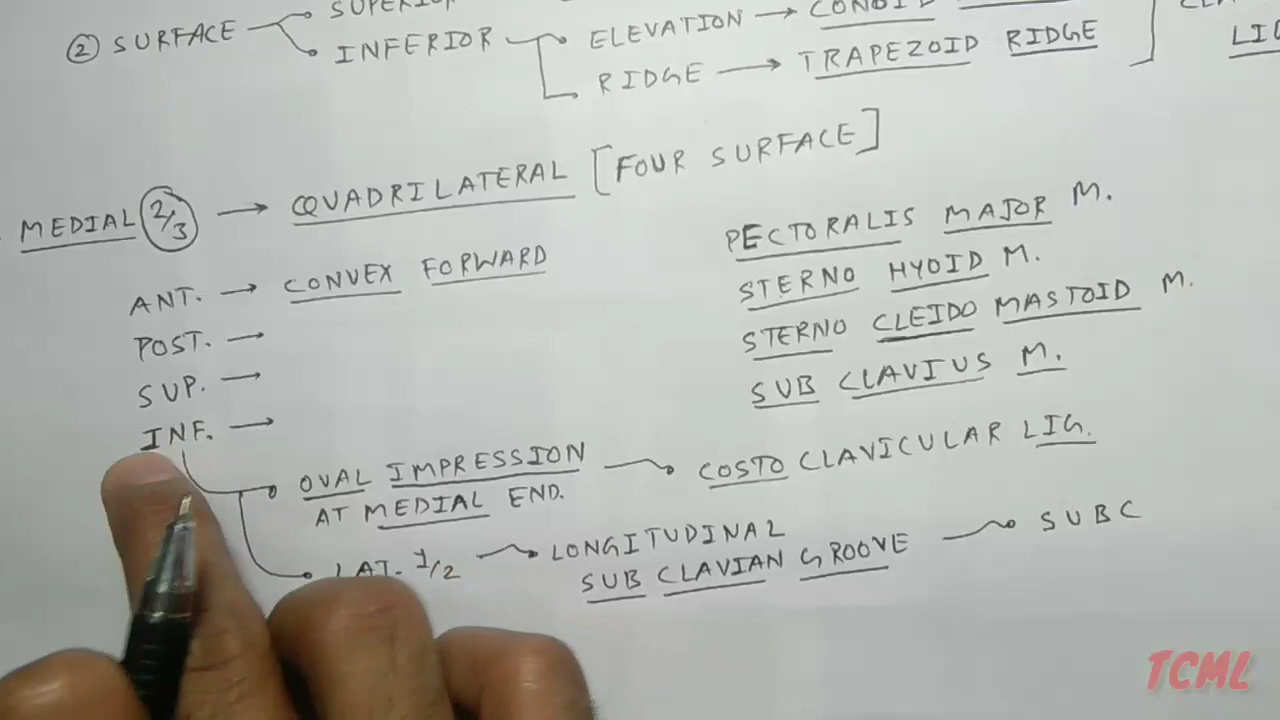 ② SURFACE INFERIOR ELEVATION →
RIDGE → TRAPEZOID RIDGE
MEDIAL 2/3 → QUADRILATERAL [FOUR SURFACE]
ANT. → CONVEX FORWARD
POST. →
SUP. →
INF. →
PECTORALIS MAJOR M.
STERNO HYOID M.
STERNO CLEIDO MASTOID M.
SUB CLAVIUS M.
OVAL IMPRESSION COSTO CLAVICULAR LIG.
AT MEDIAL END.
LAT. 1/2 LONGITUDINAL
SUB CLAVIAN GROOVE SUBC
TCML